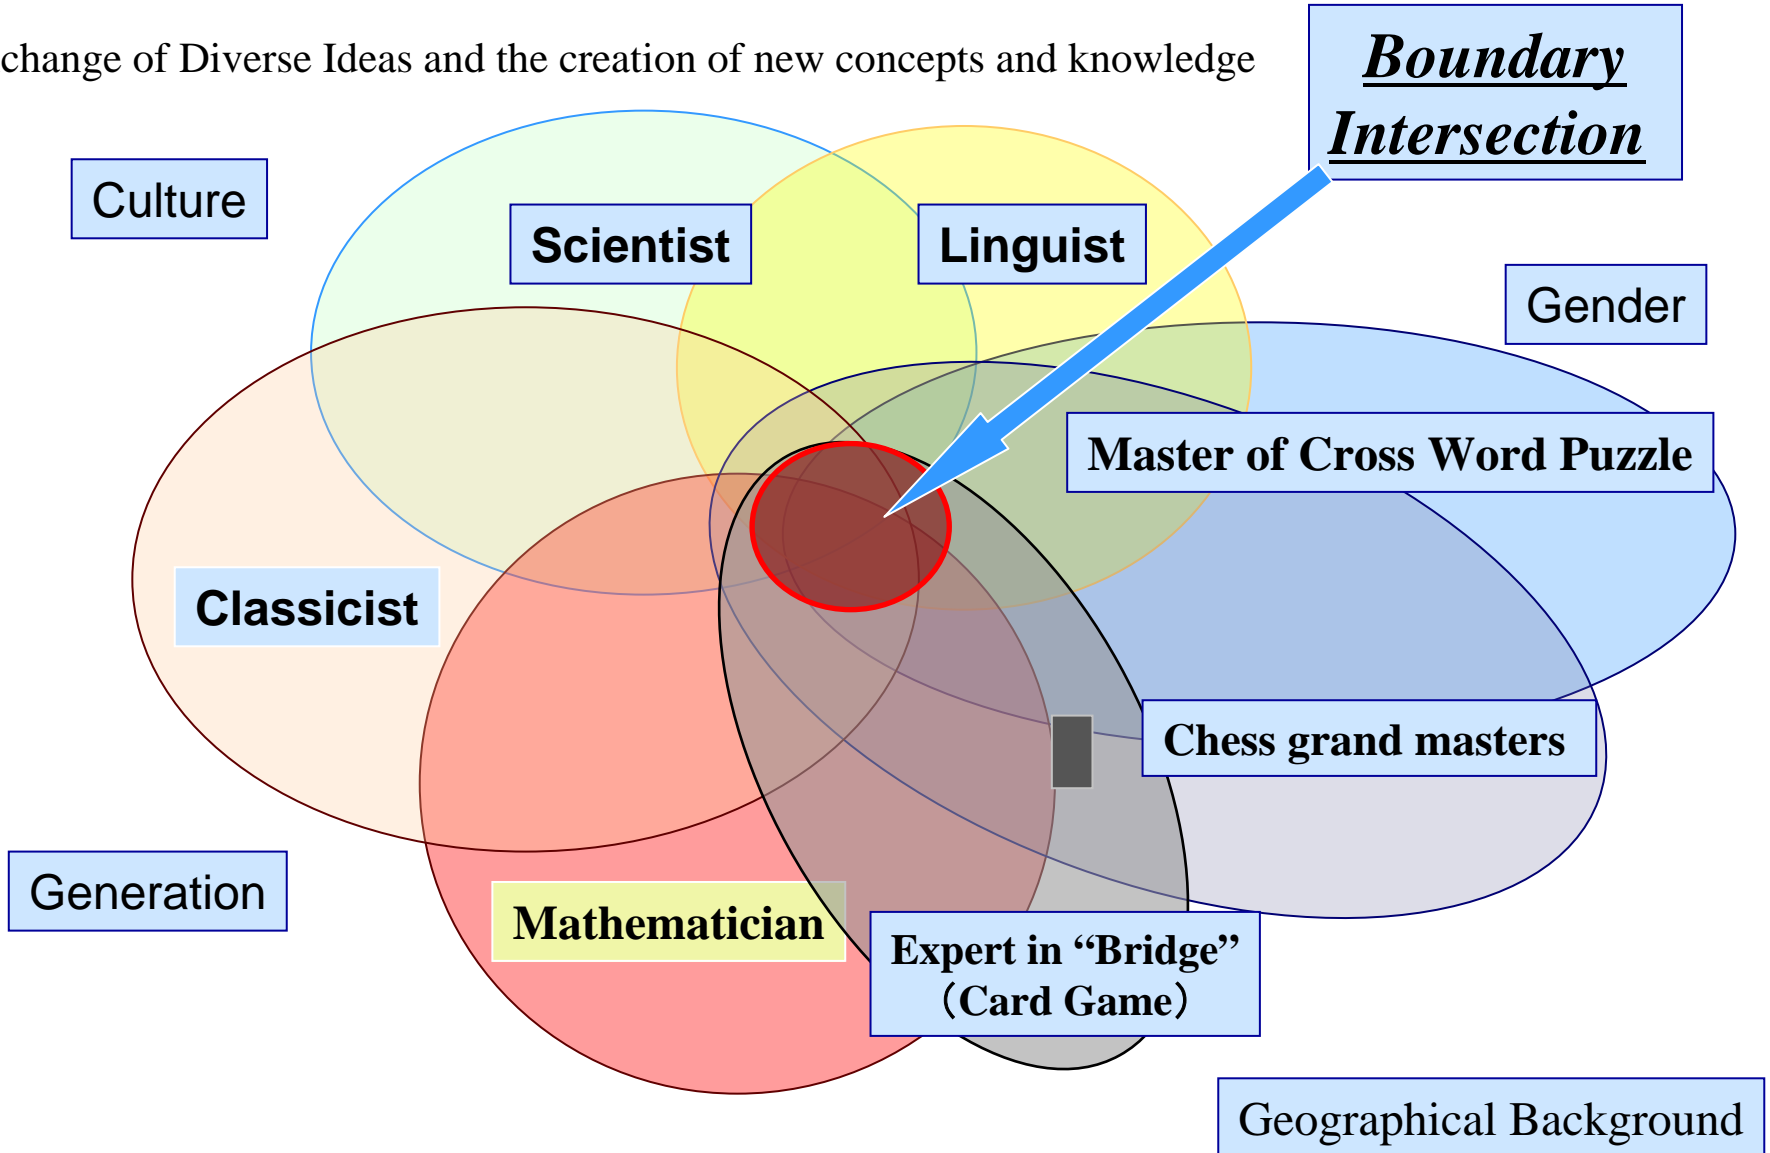 change of Diverse Ideas and the creation of new concepts and knowledge
Boundary
Intersection
Culture
Scientist
Linguist
Gender
Master of Cross Word Puzzle
Classicist
Chess grand masters
Generation
Mathematician
Expert in “Bridge”
（Card Game）
Geographical Background